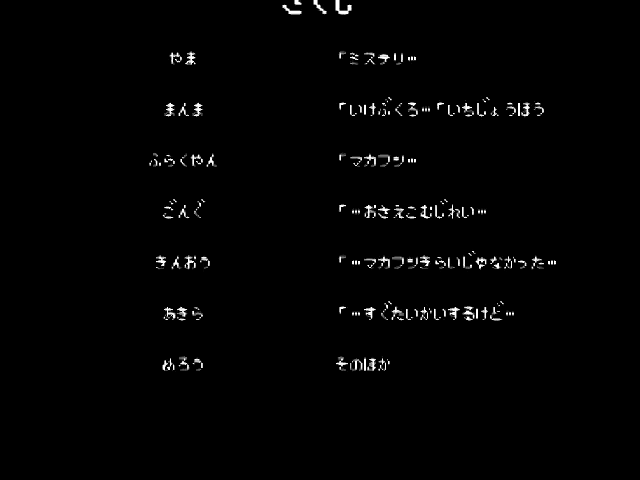 さくし
やま 「ミステリ…
まんま 「いけぶくろ…「いちじょうほう
ふらくやん 「マカフシ…
ごんぐ 「…おさえこむじれい…
きんおう 「…マカフシきらいじゃなかった…
あきら 「…すぐたいかいするけど…
めろう そのほか